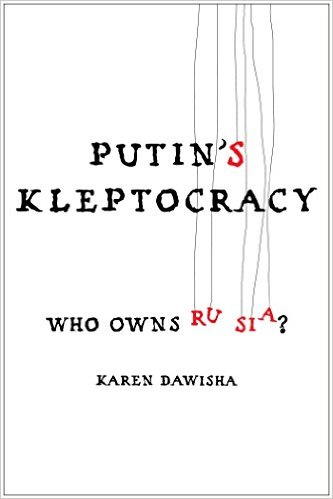 PUTIN'S
KLEPTOCRACY
WHO OWNS RU SIA?
KAREN DAWISHA